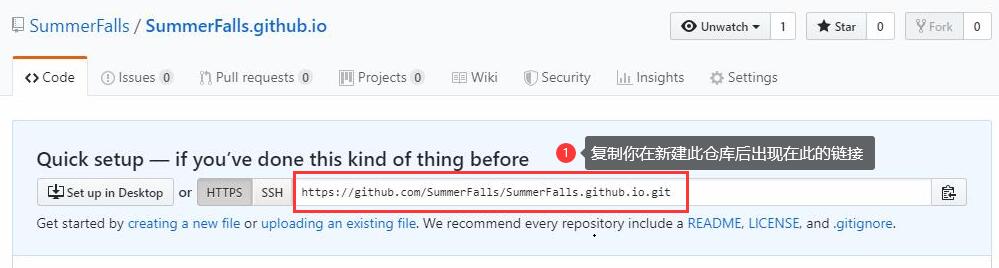 SummerFalls / SummerFalls.github.io
Unwatch 1 Star 0 Fork 0
Code Issues 0 Pull requests 0 Projects 0 Wiki Security Insights Settings
Quick setup — if you've done this kind of thing before
1 复制你在新建此仓库后出现在此的链接
Set up in Desktop or HTTPS SSH https://github.com/SummerFalls/SummerFalls.github.io.git
Get started by creating a new file or uploading an existing file. We recommend every repository include a README, LICENSE, and .gitignore.